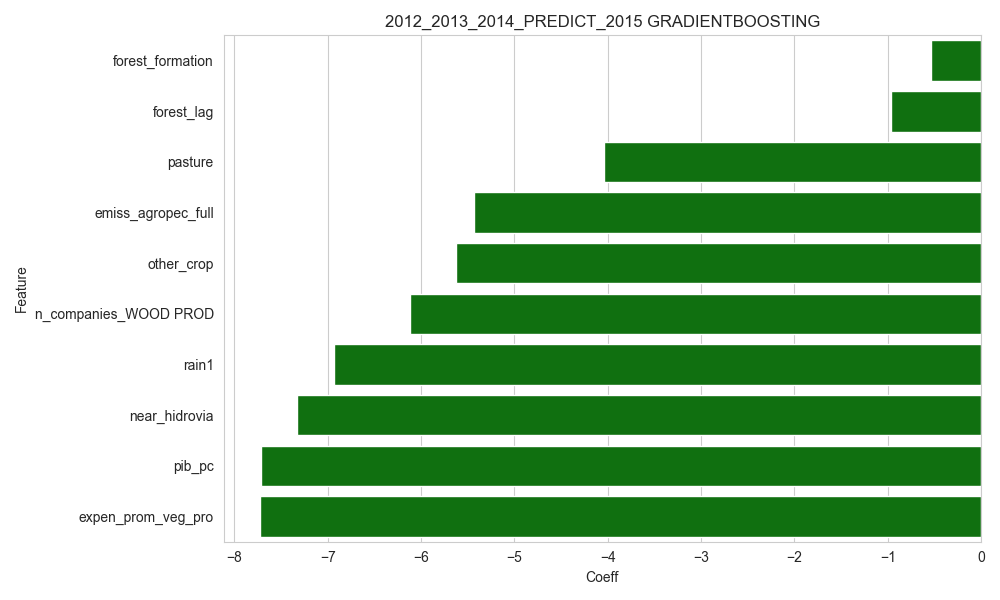 2012_2013_2014_PREDICT_2015 GRADIENTBOOSTING
forest_formation
forest_lag
pasture
emiss_agropec_full
other_crop
n_companies_WOOD PROD
rain1
near_hidrovia
pib_pc
expen_prom_veg_pro
Feature
−8 −7 −6 −5 −4 −3 −2 −1 0
Coeff